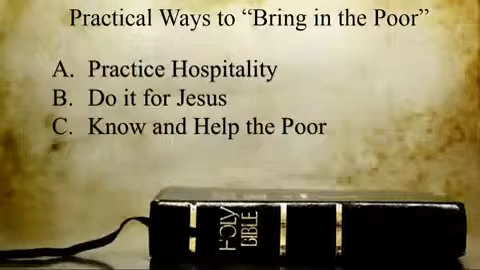 Practical Ways to “Bring in the Poor”
A. Practice Hospitality
B. Do it for Jesus
C. Know and Help the Poor
HOLY
BIBLE